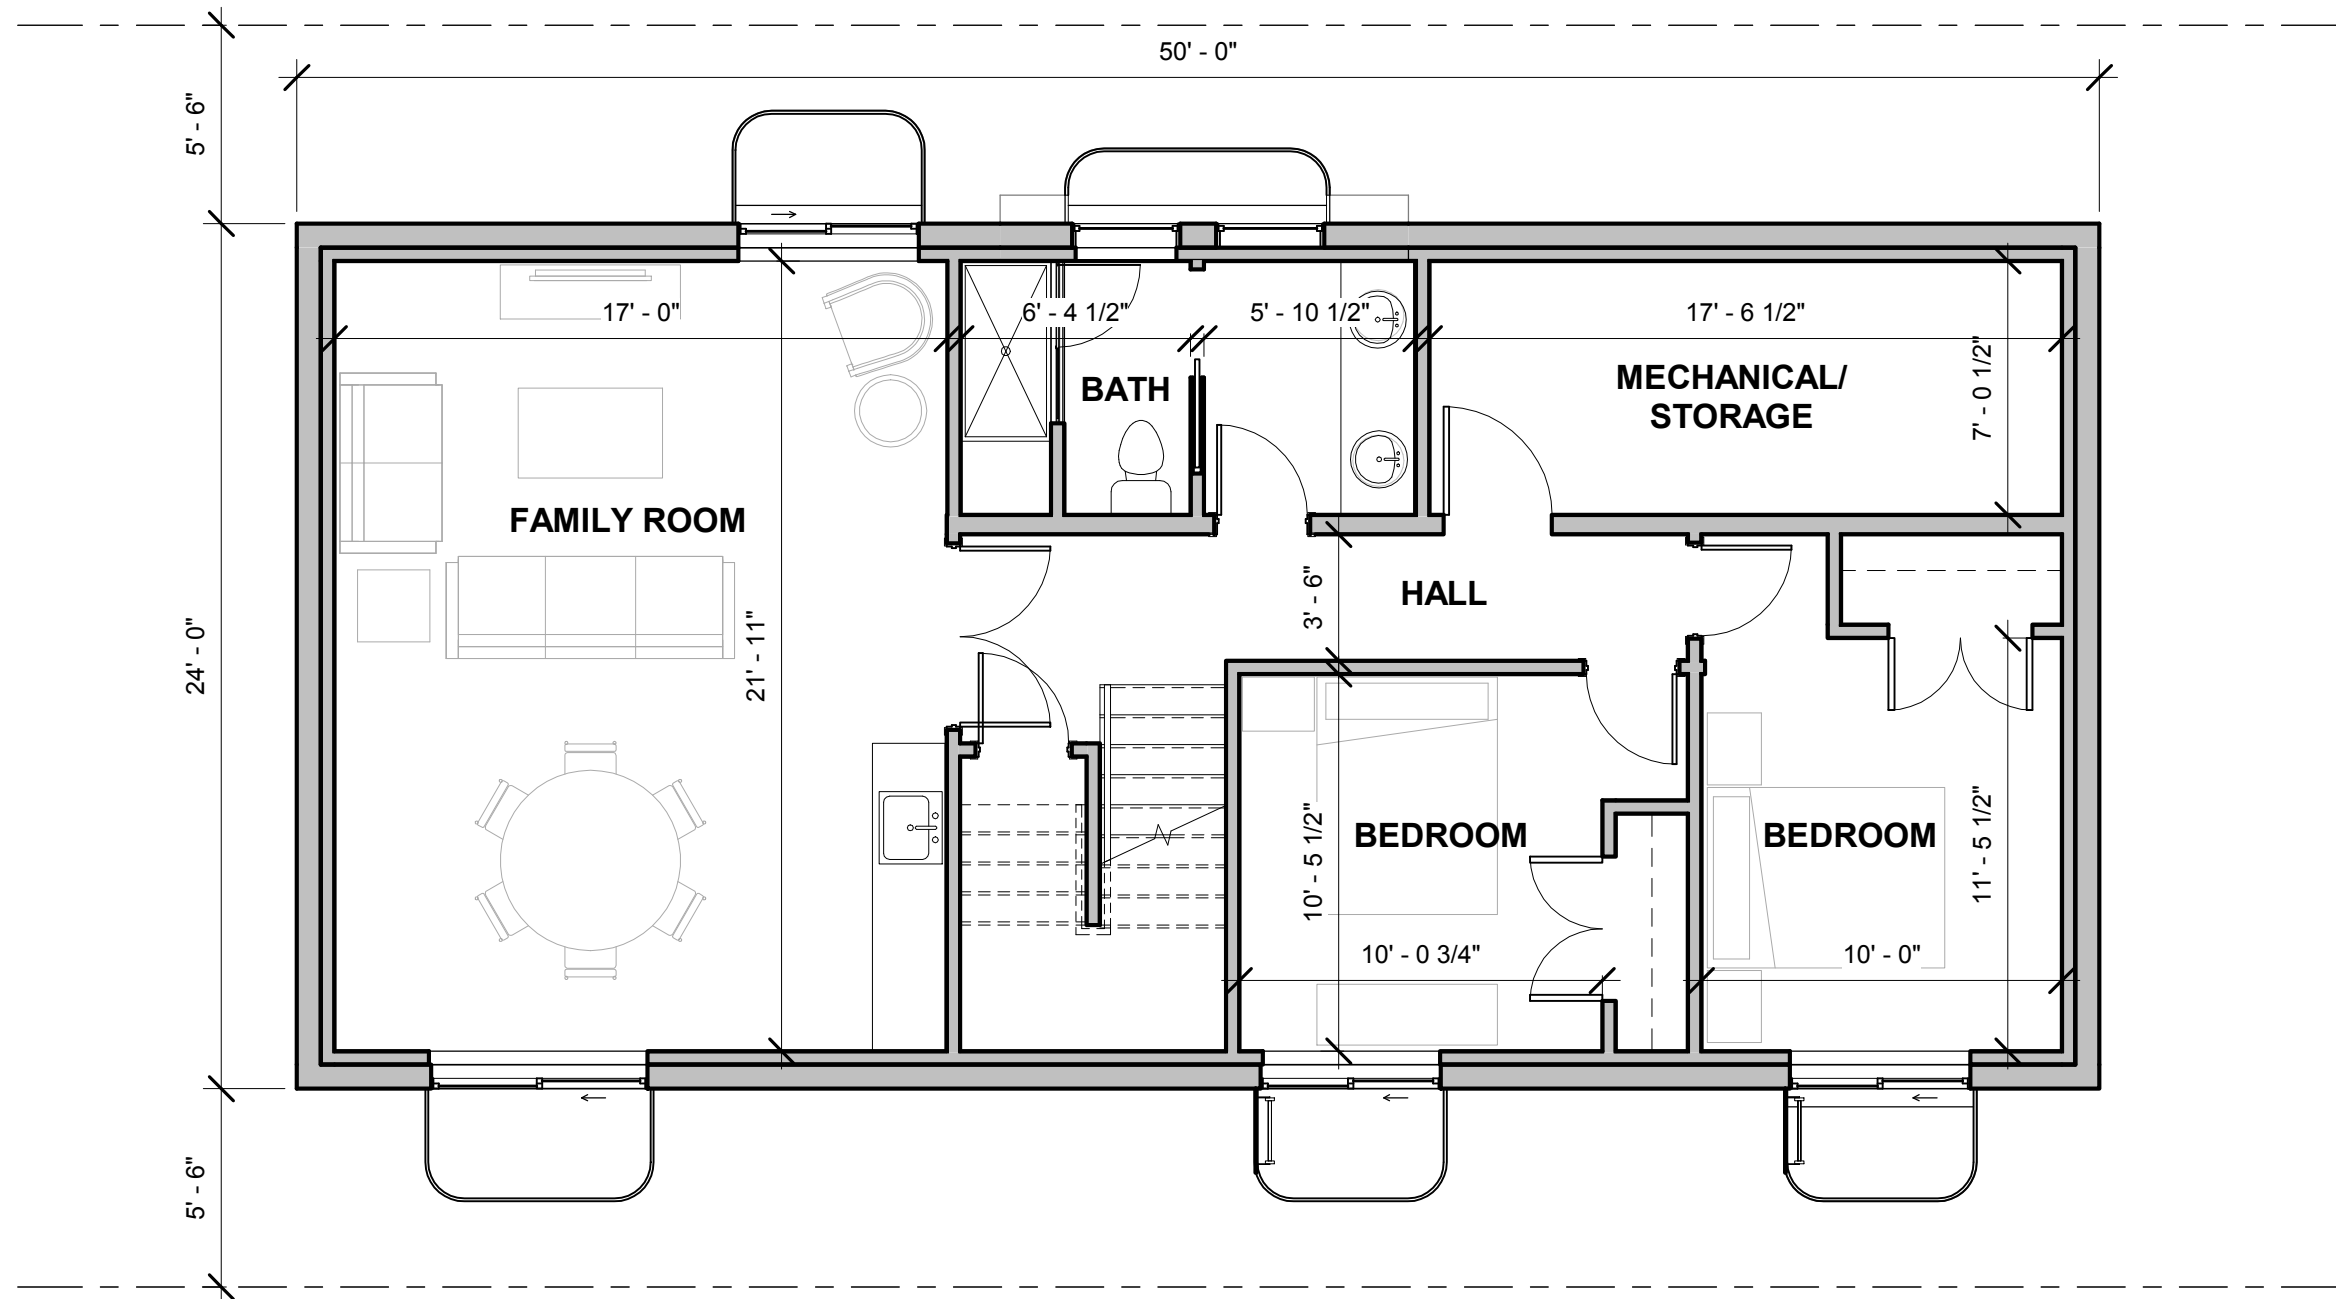 50' - 0"
5' - 6"
17' - 0"
6' - 4 1/2"
5' - 10 1/2"
17' - 6 1/2"
BATH
MECHANICAL/
STORAGE
7' - 0 1/2"
FAMILY ROOM
HALL
3' - 6"
24' - 0"
21' - 11"
BEDROOM
BEDROOM
10' - 5 1/2"
11' - 5 1/2"
10' - 0 3/4"
10' - 0"
5' - 6"